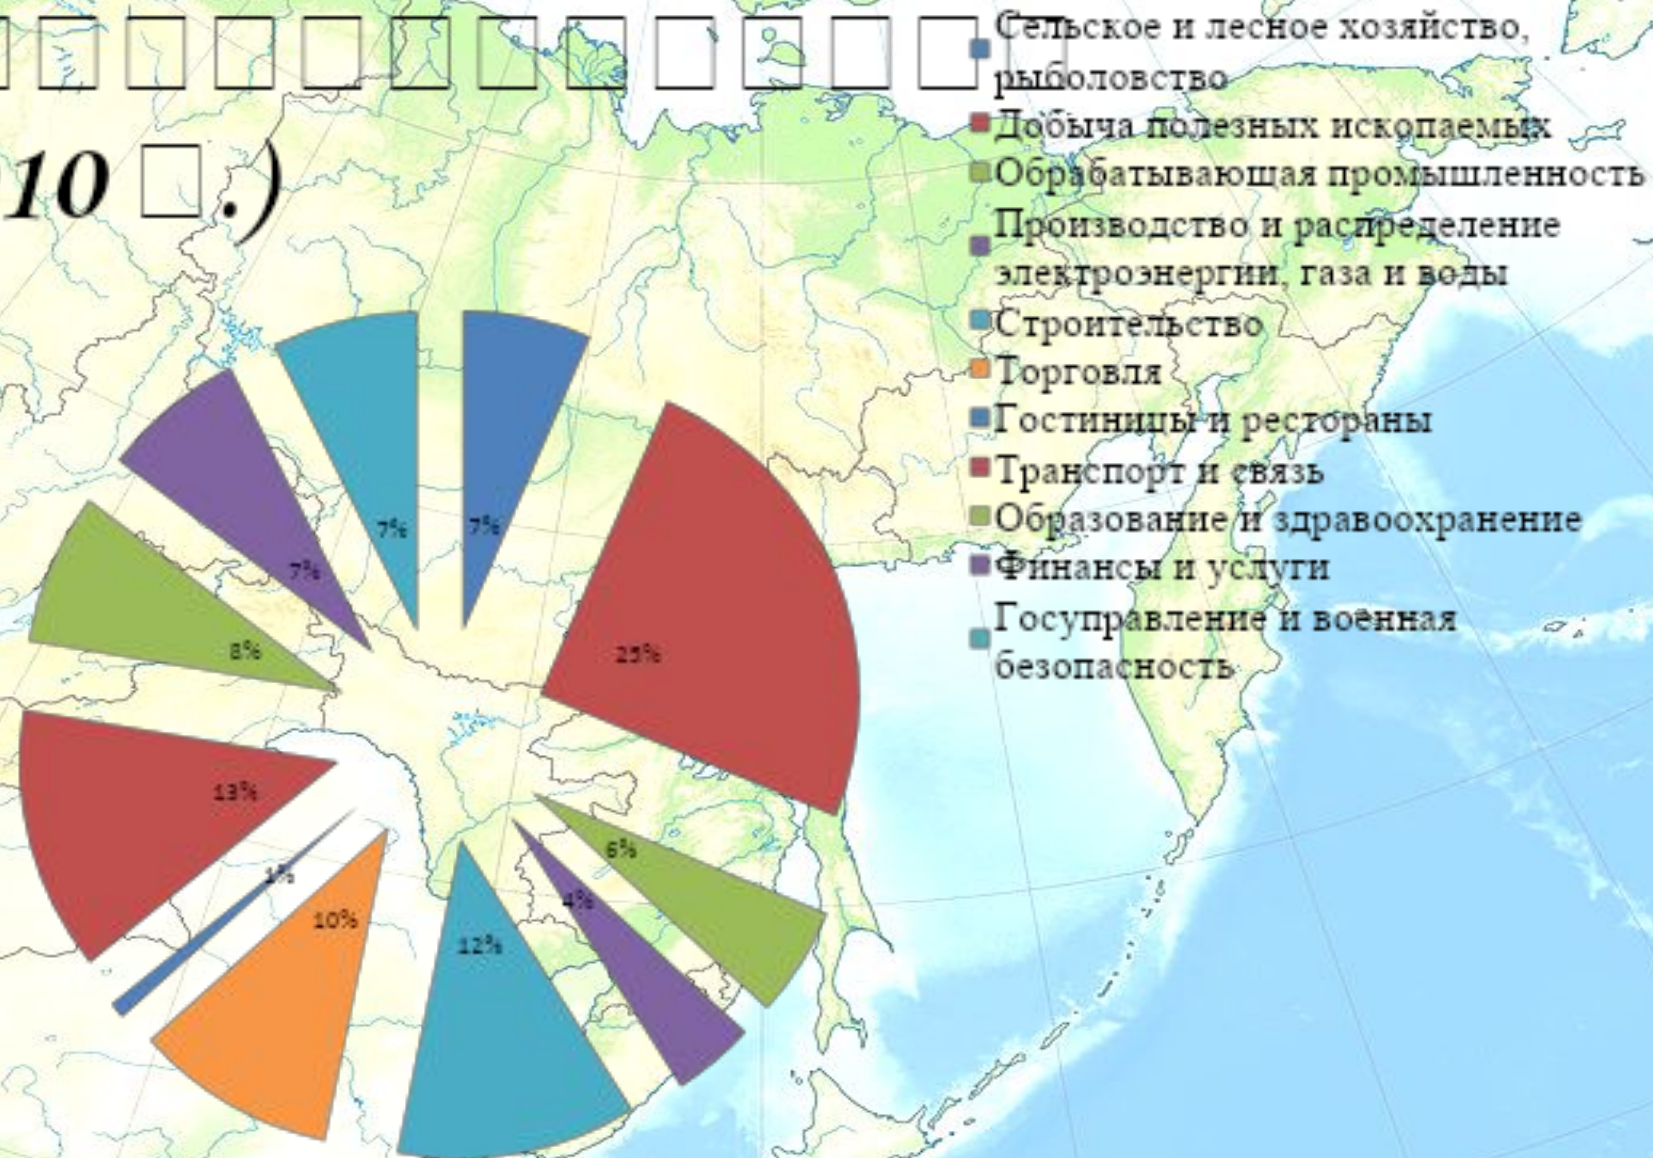 10 □.)
Сельское и лесное хозяйство,
рыболовство
Добыча полезных ископаемых
Обрабатывающая промышленность
Производство и распределение
электроэнергии, газа и воды
Строительство
Торговля
Гостиницы и рестораны
Транспорт и связь
Образование и здравоохранение
Финансы и услуги
Госуправление и военная
безопасность
7%
7%
7%
8%
25%
13%
6%
1%
4%
10%
12%